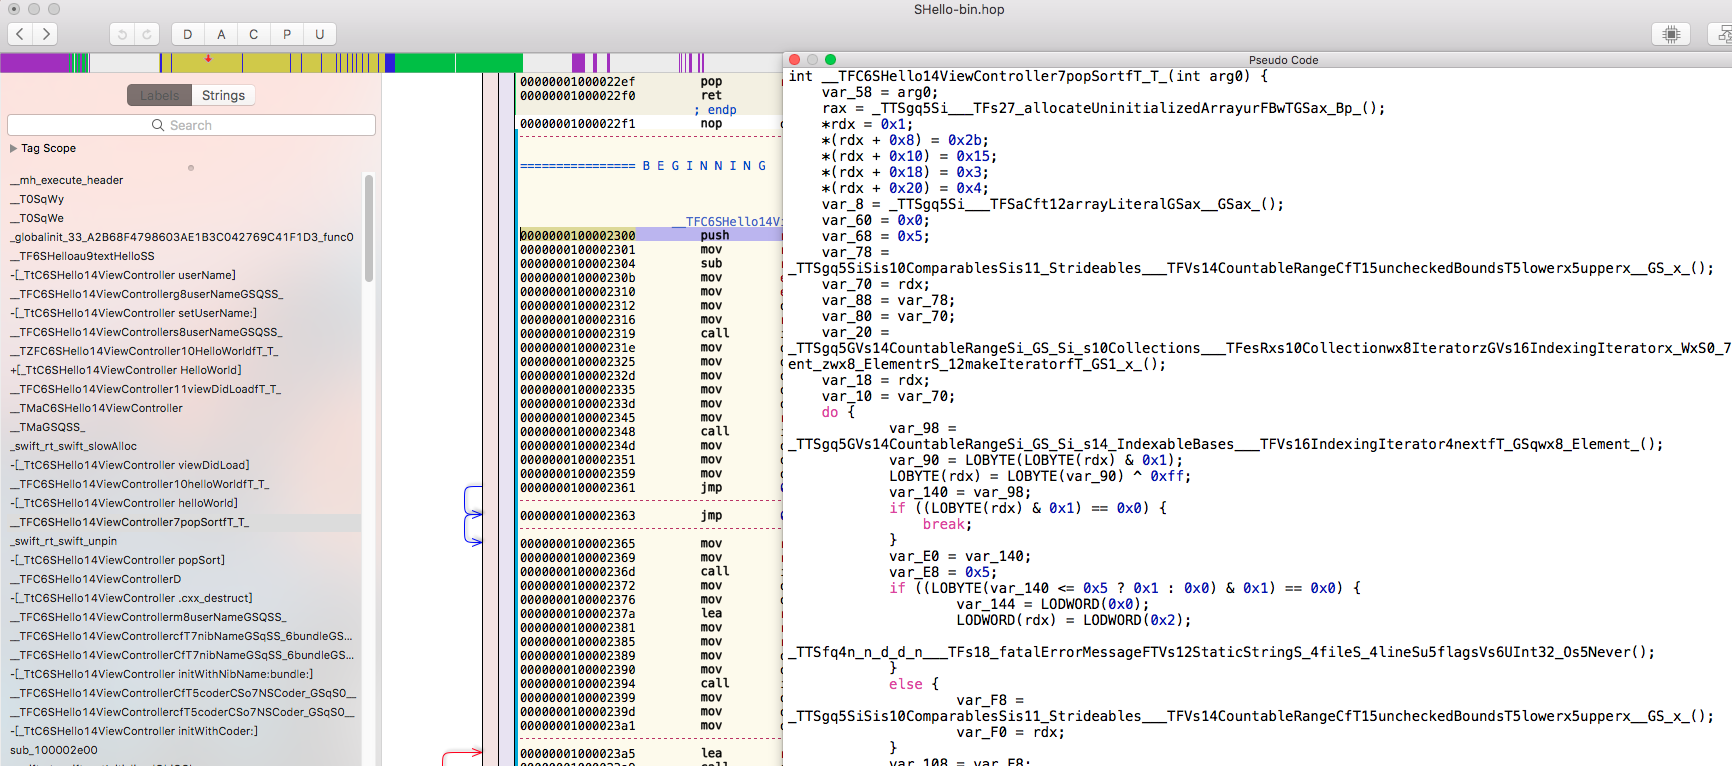 SHello-bin.hop
D A C P U
Labels Strings
Search
Tag Scope
__mh_execute_header
__T0SqWy
__T0SqWe
_globalinit_33_A2B68F4798603AE1B3C042769C41F1D3_func0
__TF6SHelloau9textHelloSS
-[_TtC6SHello14ViewController userName]
__TFC6SHello14ViewControllerg8userNameGSQSS_
-[_TtC6SHello14ViewController setUserName:]
__TFC6SHello14ViewControllers8userNameGSQSS_
__TZFC6SHello14ViewController10HelloWorldfT_T_
+[_TtC6SHello14ViewController HelloWorld]
__TFC6SHello14ViewController11viewDidLoadfT_T_
__TMaC6SHello14ViewController
__TMaGSQSS_
_swift_rt_swift_slowAlloc
-[_TtC6SHello14ViewController viewDidLoad]
__TFC6SHello14ViewController10helloWorldfT_T_
-[_TtC6SHello14ViewController helloWorld]
__TFC6SHello14ViewController7popSortfT_T_
_swift_rt_swift_unpin
-[_TtC6SHello14ViewController popSort]
__TFC6SHello14ViewControllerD
-[_TtC6SHello14ViewController .cxx_destruct]
__TFC6SHello14ViewControllerm8userNameGSQSS_
__TFC6SHello14ViewControllercfT7nibNameGSqSS_6bundleGS...
__TFC6SHello14ViewControllerCfT7nibNameGSqSS_6bundleGS...
-[_TtC6SHello14ViewController initWithNibName:bundle:]
__TFC6SHello14ViewControllerCfT5coderCSo7NSCoder_GSqS0__
__TFC6SHello14ViewControllercfT5coderCSo7NSCoder_GSqS0__
-[_TtC6SHello14ViewController initWithCoder:]
sub_100002e00
00000001000022ef pop
00000001000022f0 ret
; endp
00000001000022f1 nop
================ B E G I N N I N G
__TFC6SHello14Vi
0000000100002300 push
0000000100002301 mov
0000000100002304 sub
000000010000230b mov
0000000100002310 mov
0000000100002312 mov
0000000100002316 mov
0000000100002319 call
000000010000231e mov
0000000100002325 mov
000000010000232d mov
0000000100002335 mov
000000010000233d mov
0000000100002345 mov
0000000100002348 call
000000010000234d mov
0000000100002351 mov
0000000100002359 mov
0000000100002361 jmp
0000000100002363 jmp
0000000100002365 mov
0000000100002369 mov
000000010000236d call
0000000100002372 mov
0000000100002376 mov
000000010000237a lea
0000000100002381 mov
0000000100002385 mov
0000000100002389 mov
0000000100002390 mov
0000000100002394 call
0000000100002399 mov
000000010000239d mov
00000001000023a1 mov
00000001000023a5 lea
Pseudo Code
int __TFC6SHello14ViewController7popSortfT_T_(int arg0) {
var_58 = arg0;
rax = _TTSgq5Si___TFs27_allocateUninitializedArrayurFBwTGSax_Bp_();
*rdx = 0x1;
*(rdx + 0x8) = 0x2b;
*(rdx + 0x10) = 0x15;
*(rdx + 0x18) = 0x3;
*(rdx + 0x20) = 0x4;
var_8 = _TTSgq5Si___TFSaCft12arrayLiteralGSax__GSax_();
var_60 = 0x0;
var_68 = 0x5;
var_78 =
_TTSgq5SiSis10ComparablesSis11_Strideables___TFVs14CountableRangeCfT15uncheckedBoundsT5lowerx5upperx__GS_x_();
var_70 = rdx;
var_88 = var_78;
var_80 = var_70;
var_20 =
_TTSgq5GVs14CountableRangeSi_GS_Si_s10Collections___TFesRxs10Collectionwx8IteratorzGVs16IndexingIteratorx_WxS0_7
ent_zwx8_ElementrS_12makeIteratorfT_GS1_x_();
var_18 = rdx;
var_10 = var_70;
do {
var_98 =
_TTSgq5GVs14CountableRangeSi_GS_Si_s14_IndexableBases___TFVs16IndexingIterator4nextfT_GSqwx8_Element_();
var_90 = LOBYTE(LOBYTE(rdx) & 0x1);
LOBYTE(rdx) = LOBYTE(var_90) ^ 0xff;
var_140 = var_98;
if ((LOBYTE(rdx) & 0x1) == 0x0) {
break;
}
var_E0 = var_140;
var_E8 = 0x5;
if ((LOBYTE(var_140 <= 0x5 ? 0x1 : 0x0) & 0x1) == 0x0) {
var_144 = LODWORD(0x0);
LODWORD(rdx) = LODWORD(0x2);
_TTSfq4n_n_d_d_n___TFs18_fatalErrorMessageFTVs12StaticStringS_4fileS_4lineSu5flagsVs6UInt32_Os5Never();
}
else {
var_F8 =
_TTSgq5SiSis10ComparablesSis11_Strideables___TFVs14CountableRangeCfT15uncheckedBoundsT5lowerx5upperx__GS_x_();
var_F0 = rdx;
}
var_108 = var_F8;